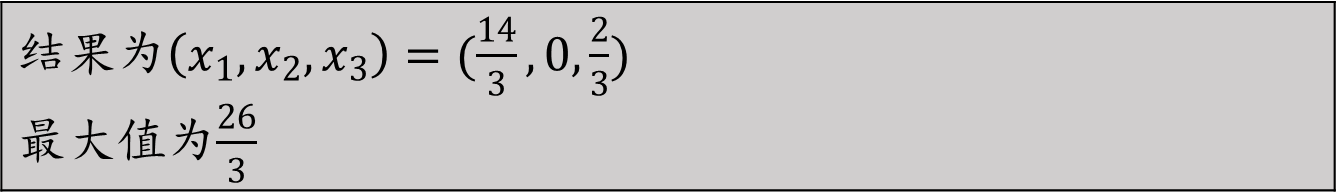 结果为(x₁,x₂,x₃) = (14/3,0,2/3)
最大值为26/3